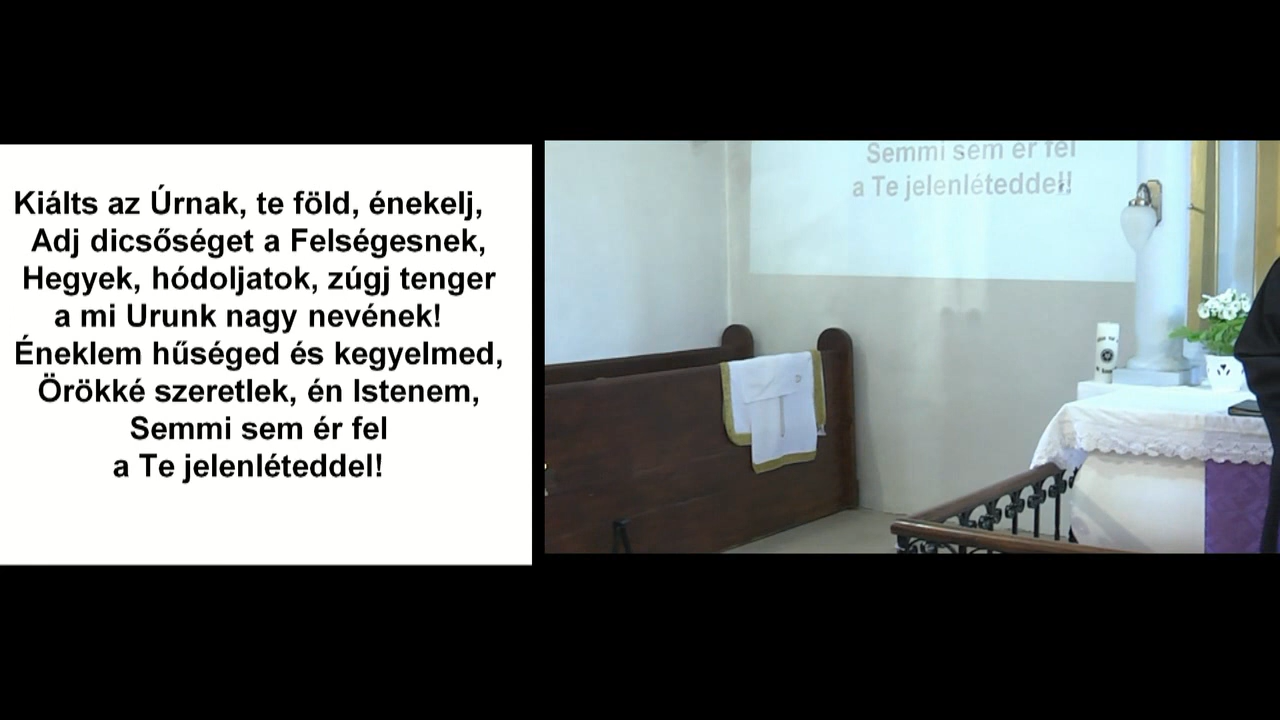 Kiálts az Úrnak, te föld, énekelj,
Adj dicsőséget a Felségesnek,
Hegyek, hódoljatok, zúgj tenger
a mi Urunk nagy nevének!
Éneklem hűséged és kegyelmed,
Örökké szeretlek, én Istenem,
Semmi sem ér fel
a Te jelenléteddel!
Semmi sem ér fel
a Te jelenléteddel!